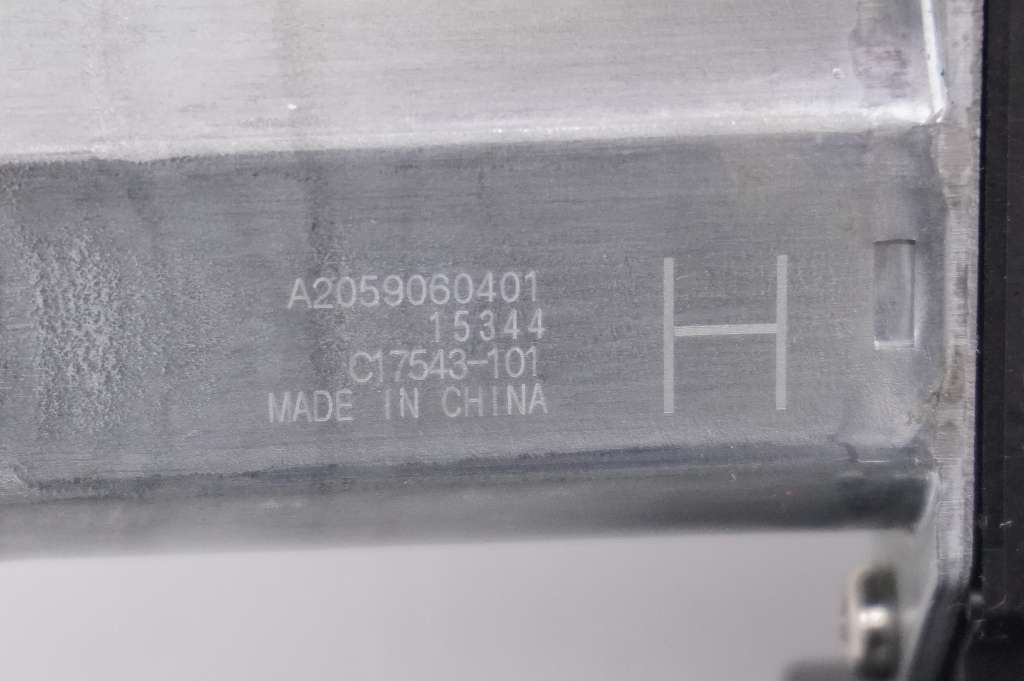 A2059060401
15344
C17543-101
MADE IN CHINA
H